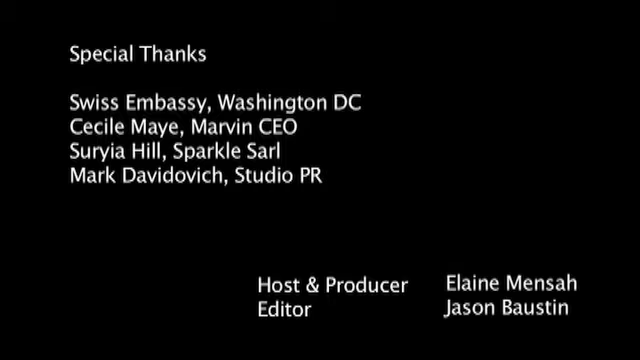 Special Thanks
Swiss Embassy, Washington DC
Cecile Maye, Marvin CEO
Suryia Hill, Sparkle Sarl
Mark Davidovich, Studio PR
Host & Producer Elaine Mensah
Editor Jason Baustin